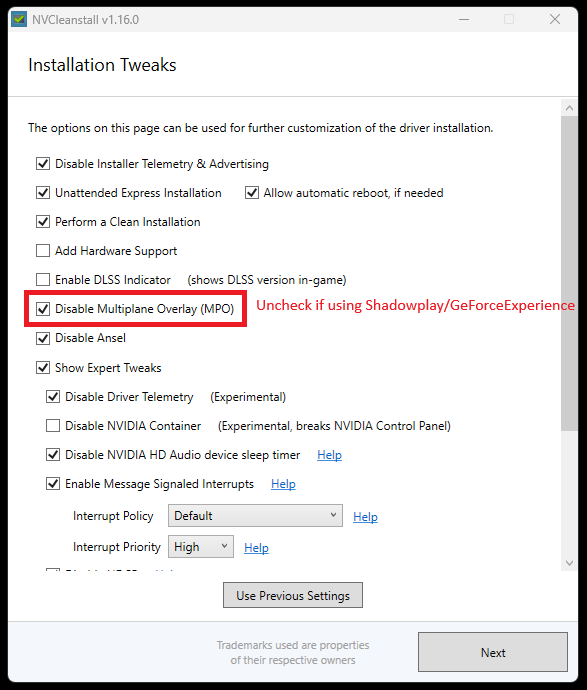 NVCleanstall v1.16.0
Installation Tweaks
The options on this page can be used for further customization of the driver installation.
Disable Installer Telemetry & Advertising
Unattended Express Installation Allow automatic reboot, if needed
Perform a Clean Installation
Add Hardware Support
Enable DLSS Indicator (shows DLSS version in-game)
Disable Multiplane Overlay (MPO) Uncheck if using Shadowplay/GeForceExperience
Disable Ansel
Show Expert Tweaks
Disable Driver Telemetry (Experimental)
Disable NVIDIA Container (Experimental, breaks NVIDIA Control Panel)
Disable NVIDIA HD Audio device sleep timer Help
Enable Message Signaled Interrupts Help
Interrupt Policy Default Help
Interrupt Priority High Help
Use Previous Settings
Trademarks used are properties
of their respective owners
Next